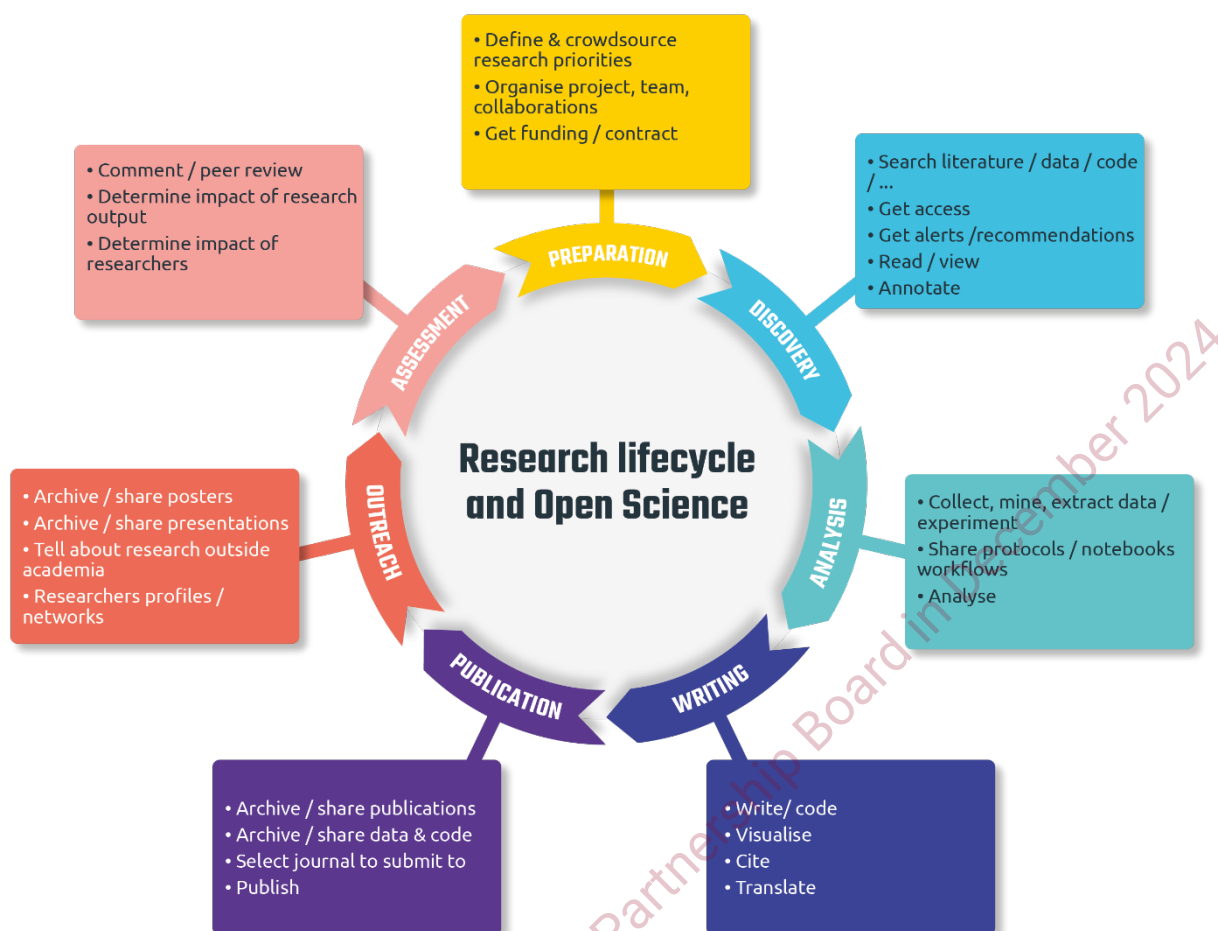 • Define & crowdsource
research priorities
• Organise project, team,
collaborations
• Get funding / contract
• Comment / peer review
• Determine impact of research
output
• Determine impact of
researchers
• Search literature / data / code
/ ...
• Get access
• Get alerts /recommendations
• Read / view
• Annotate
PREPARATION
DISCOVERY
ASSESSMENT
Research lifecycle
and Open Science
• Archive / share posters
• Archive / share presentations
• Tell about research outside
academia
• Researchers profiles /
networks
OUTREACH
ANALYSIS
• Collect, mine, extract data /
experiment
• Share protocols / notebooks
workflows
• Analyse
PUBLICATION
WRITING
• Archive / share publications
• Archive / share data & code
• Select journal to submit to
• Publish
• Write/ code
• Visualise
• Cite
• Translate
Partnership Board in December 2024